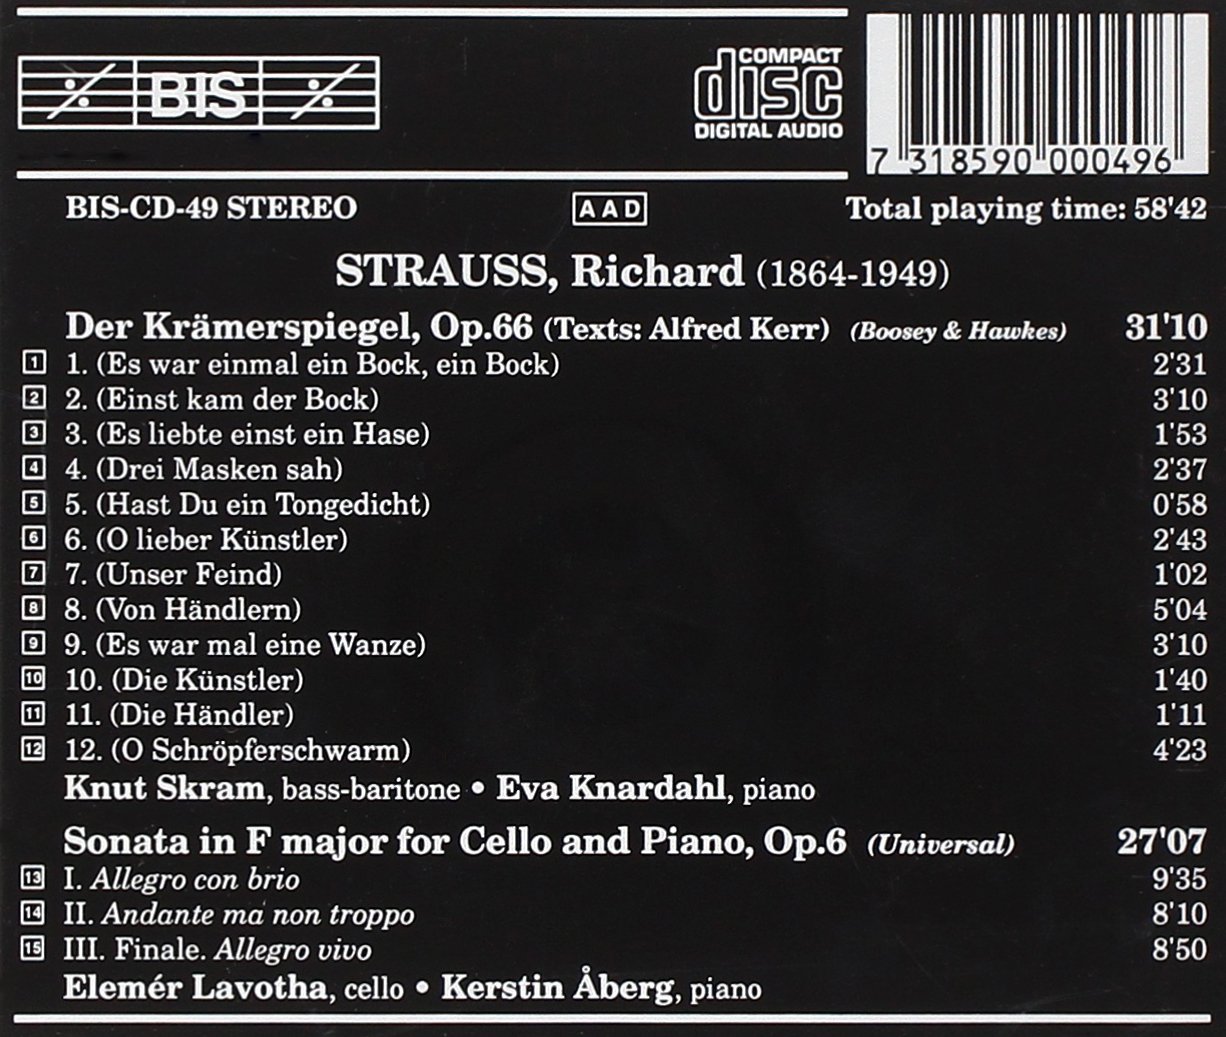 BIS
COMPACT
disc
DIGITAL AUDIO
7 318590 000496
BIS-CD-49 STEREO AAD Total playing time: 58'42
STRAUSS, Richard (1864-1949)
Der Krämerspiegel, Op.66 (Texts: Alfred Kerr) (Boosey & Hawkes) 31'10
1 1. (Es war einmal ein Bock, ein Bock) 2'31
2 2. (Einst kam der Bock) 3'10
3 3. (Es liebte einst ein Hase) 1'53
4 4. (Drei Masken sah) 2'37
5 5. (Hast Du ein Tongedicht) 0'58
6 6. (O lieber Künstler) 2'43
7 7. (Unser Feind) 1'02
8 8. (Von Händlern) 5'04
9 9. (Es war mal eine Wanze) 3'10
10 10. (Die Künstler) 1'40
11 11. (Die Händler) 1'11
12 12. (O Schröpferschwarm) 4'23
Knut Skram, bass-baritone • Eva Knardahl, piano
Sonata in F major for Cello and Piano, Op.6 (Universal) 27'07
13 I. Allegro con brio 9'35
14 II. Andante ma non troppo 8'10
15 III. Finale. Allegro vivo 8'50
Elemér Lavotha, cello • Kerstin Åberg, piano